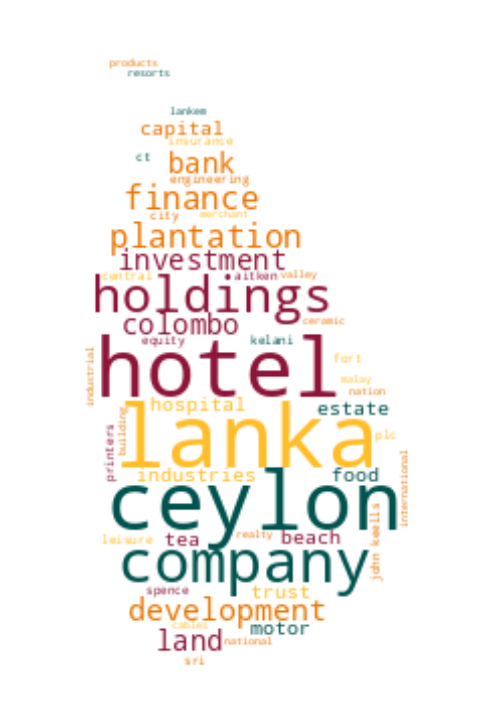 products
resorts
lankem
capital
insurance
ct bank
engineering
finance
city merchant
plantation
investment
central aitken valley
holdings
colombo ceramic
equity kelani
hotel
industrial
fort
malay
nation
hospital estate
building
lanka
plc
printers
industries food
international
ceylon
leisure tea realty beach
john keells
company
spence trust
development
cables motor
land national
sri